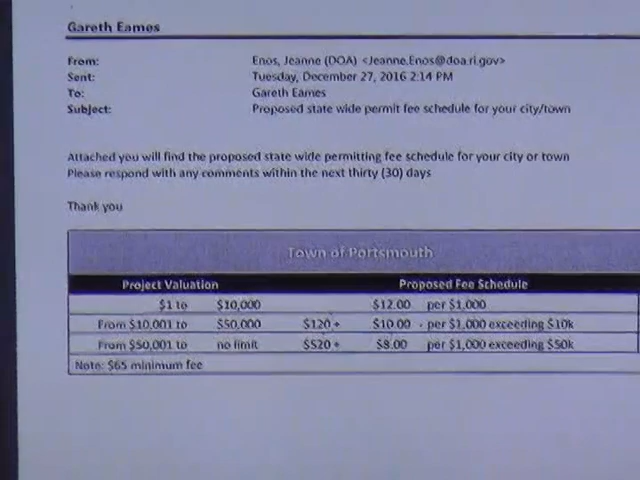 Gareth Eames
From: Enos, Jeanne (DOA) <Jeanne.Enos@doa.ri.gov>
Sent: Tuesday, December 27, 2016 2:14 PM
To: Gareth Eames
Subject: Proposed state wide permit fee schedule for your city/town
Attached you will find the proposed state wide permitting fee schedule for your city or town
Please respond with any comments within the next thirty (30) days
Thank you
Town of Portsmouth
Project Valuation Proposed Fee Schedule
$1 to $10,000 $12.00 per $1,000
From $10,001 to $50,000 $120 + $10.00 per $1,000 exceeding $10k
From $50,001 to no limit $520 + $8.00 per $1,000 exceeding $50k
Note: $65 minimum fee